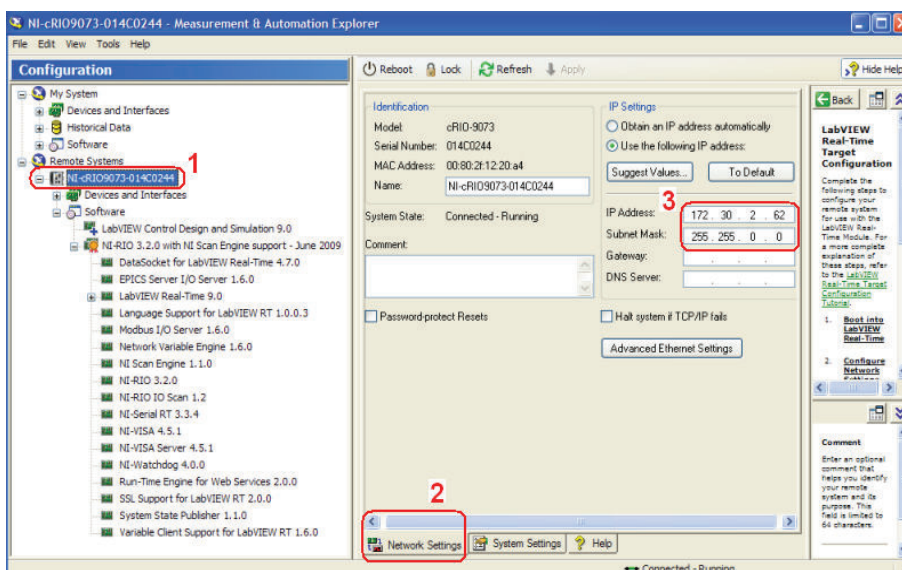 NI-cRIO9073-014C0244 - Measurement & Automation Explorer
File Edit View Tools Help
Configuration
My System
Devices and Interfaces
Historical Data
Software
Remote Systems
NI-cRIO9073-014C0244
1
Devices and Interfaces
Software
LabVIEW Control Design and Simulation 9.0
NI-RIO 3.2.0 with NI Scan Engine support - June 2009
DataSocket for LabVIEW Real-Time 4.7.0
EPICS Server I/O Server 1.6.0
LabVIEW Real-Time 9.0
Language Support for LabVIEW RT 1.0.0.3
Modbus I/O Server 1.6.0
Network Variable Engine 1.6.0
NI Scan Engine 1.1.0
NI-RIO 3.2.0
NI-RIO IO Scan 1.2
NI-Serial RT 3.3.4
NI-VISA 4.5.1
NI-VISA Server 4.5.1
NI-Watchdog 4.0.0
Run-Time Engine for Web Services 2.0.0
SSL Support for LabVIEW RT 2.0.0
System State Publisher 1.1.0
Variable Client Support for LabVIEW RT 1.6.0
Reboot Lock Refresh Apply
Identification
Model: cRIO-9073
Serial Number: 014C0244
MAC Address: 00:80:2f:12:20:a4
Name: NI-cRIO9073-014C0244
System State: Connected - Running
Comment:
Password-protect Resets
IP Settings
Obtain an IP address automatically
Use the following IP address:
Suggest Values... To Default
3
IP Address: 172 . 30 . 2 . 62
Subnet Mask: 255 . 255 . 0 . 0
Gateway: . . .
DNS Server: . . .
Halt system if TCP/IP fails
Advanced Ethernet Settings
2
Network Settings System Settings Help
Connected - Running
Hide Help
Back
LabVIEW
Real-Time
Target
Configuration
Complete the
following steps to
configure your
remote system
for use with the
LabVIEW Real-
Time Module. For
a more complete
explanation of
these steps, refer
to the LabVIEW
Real-Time Target
Configuration
Tutorial.
1. Boot into
LabVIEW
Real-Time
2. Configure
Network
Settings
Comment
Enter an optional
comment that
helps you identify
your remote
system and its
purpose. This
field is limited to
64 characters.